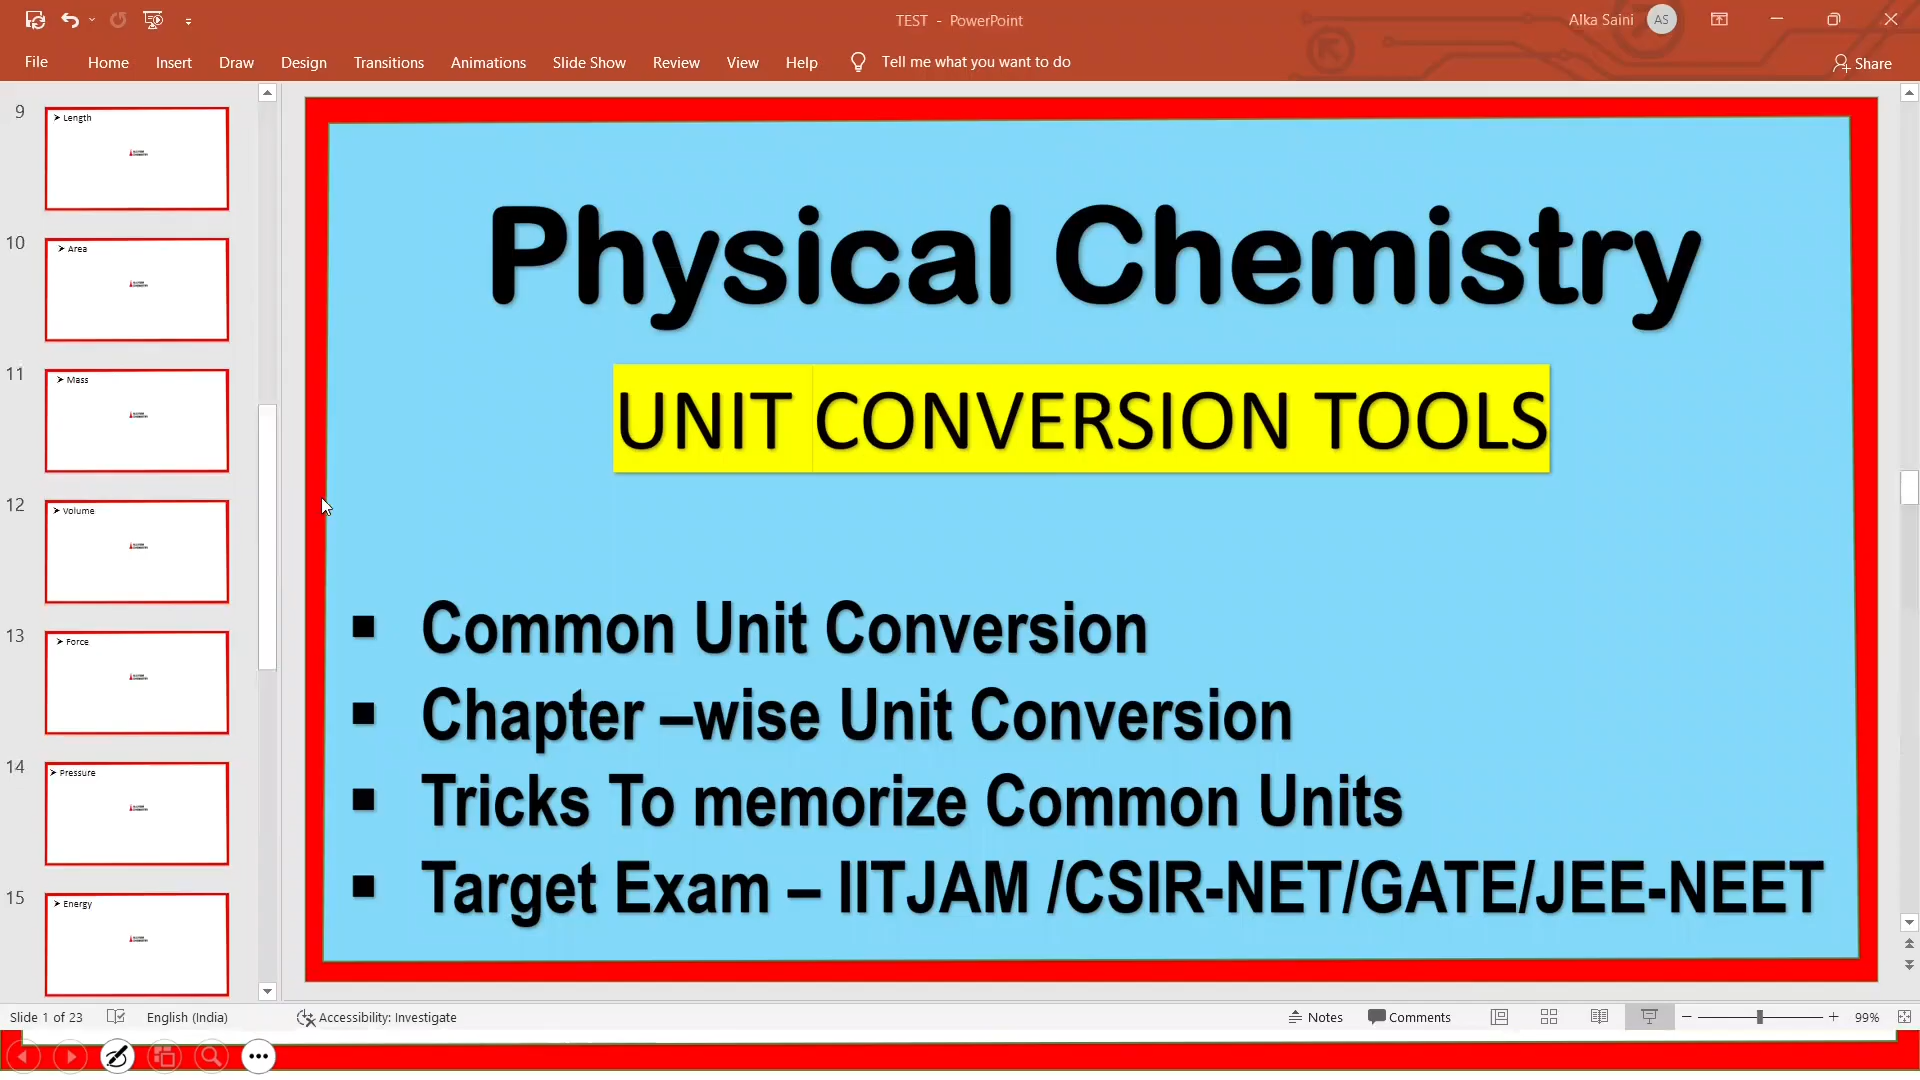 TEST - PowerPoint
Alka Saini AS
File Home Insert Draw Design Transitions Animations Slide Show Review View Help Tell me what you want to do Share
9
➤ Length
10
➤ Area
11
➤ Mass
12
➤ Volume
13
➤ Force
14
➤ Pressure
15
➤ Energy
Physical Chemistry
UNIT CONVERSION TOOLS
▪ Common Unit Conversion
▪ Chapter –wise Unit Conversion
▪ Tricks To memorize Common Units
▪ Target Exam – IITJAM /CSIR-NET/GATE/JEE-NEET
Slide 1 of 23 English (India) Accessibility: Investigate Notes Comments 99%